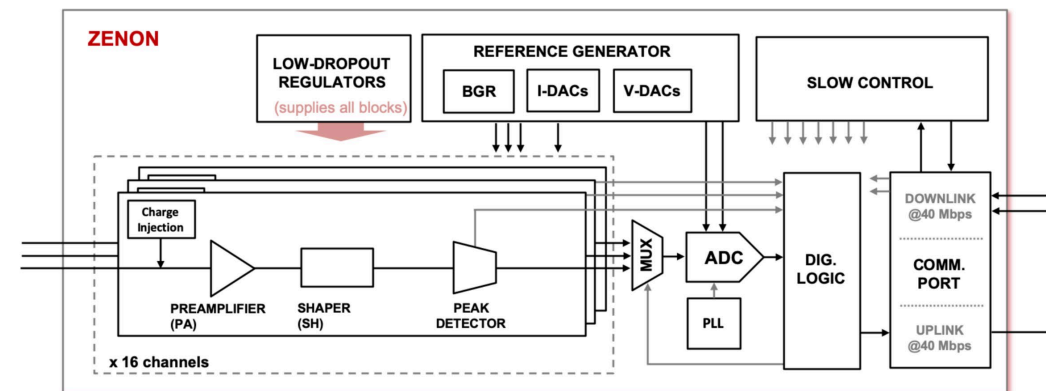 ZENON
LOW-DROPOUT
REGULATORS
(supplies all blocks)
REFERENCE GENERATOR
BGR
I-DACs
V-DACs
SLOW CONTROL
Charge
Injection
PREAMPLIFIER
(PA)
SHAPER
(SH)
PEAK
DETECTOR
x 16 channels
MUX
ADC
PLL
DIG.
LOGIC
DOWNLINK
@40 Mbps
COMM.
PORT
UPLINK
@40 Mbps